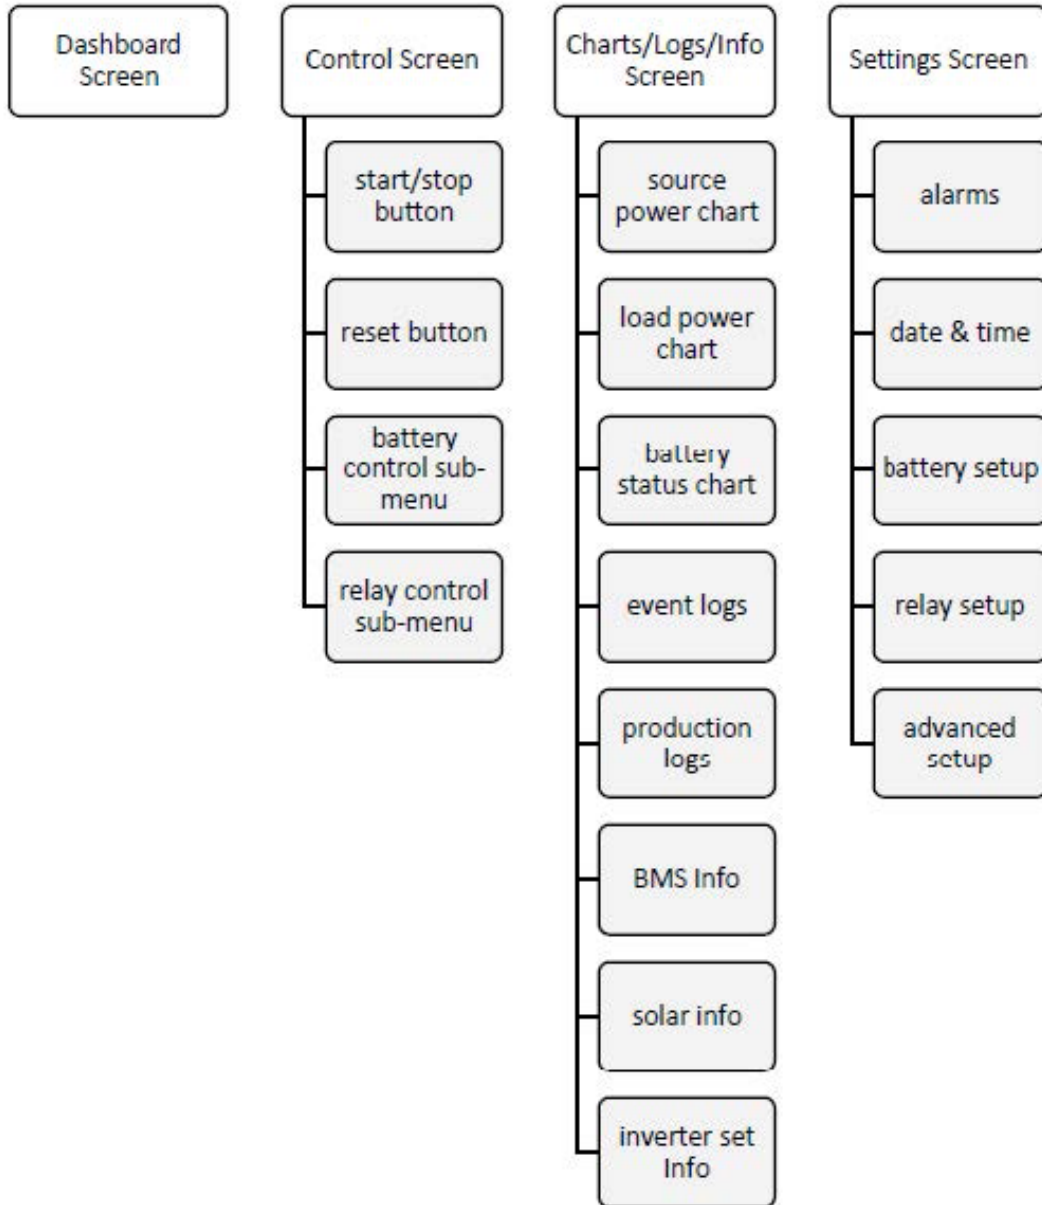 Dashboard
Screen
Control Screen
start/stop
button
reset button
battery
control sub-
menu
relay control
sub-menu
Charts/Logs/Info
Screen
source
power chart
load power
chart
battery
status chart
event logs
production
logs
BMS Info
solar info
inverter set
Info
Settings Screen
alarms
date & time
battery setup
relay setup
advanced
setup